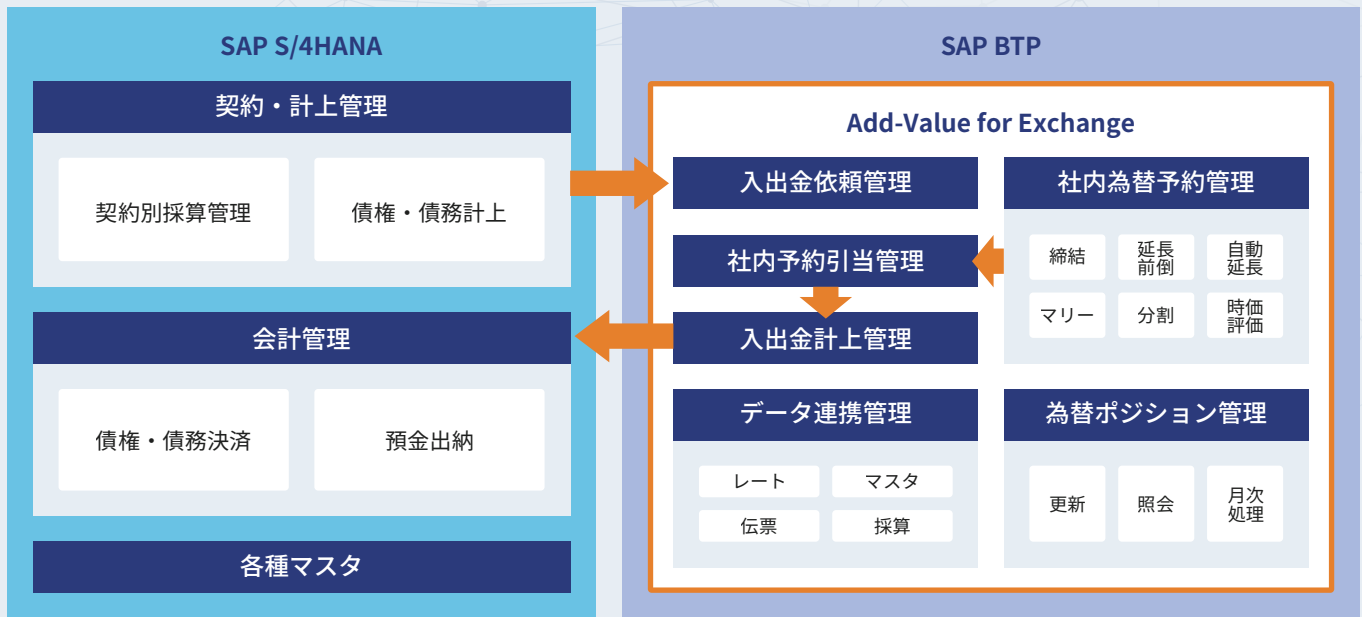 SAP S/4HANA
契約・計上管理
契約別採算管理
債権・債務計上
会計管理
債権・債務決済
預金出納
各種マスタ
SAP BTP
Add-Value for Exchange
入出金依頼管理
社内予約引当管理
入出金計上管理
社内為替予約管理
締結
延長
前倒
自動
延長
マリー
分割
時価
評価
データ連携管理
レート
マスタ
伝票
採算
為替ポジション管理
更新
照会
月次
処理